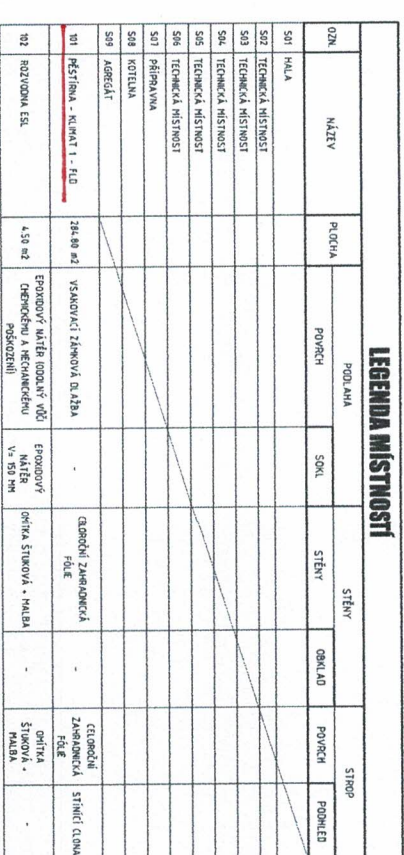 LEGENDA MÍSTNOSTÍ
OZN. NÁZEV PLOCHA PODLAHA STĚNY STROP
POVRCH SOKL STĚNY OBKLAD POVRCH PODHLED
S01 HALA
S02 TECHNICKÁ MÍSTNOST
S03 TECHNICKÁ MÍSTNOST
S04 TECHNICKÁ MÍSTNOST
S05 TECHNICKÁ MÍSTNOST
S06 TECHNICKÁ MÍSTNOST
S07 PŘÍPRAVNA
S08 KOTELNA
S09 AGREGÁT
101 PĚSTÍRNA - KLIMAT 1 - FLD 284.80 m2 VSAKOVACÍ ZÁMKOVÁ DLAŽBA - CELOROČNÍ ZAHRADNICKÁ - CELOROČNÍ STÍNÍCÍ CLONA
FÓLIE ZAHRADNICKÁ
FÓLIE
102 ROZVODNA ESL 4.50 m2 EPOXIDOVÝ NÁTĚR (ODOLNÝ VŮČI EPOXIDOVÝ OMÍTKA ŠTUKOVÁ + MALBA - OMÍTKA -
CHEMICKÉMU A MECHANICKÉMU NÁTĚR ŠTUKOVÁ +
POŠKOZENÍ) V= 150 MM MALBA